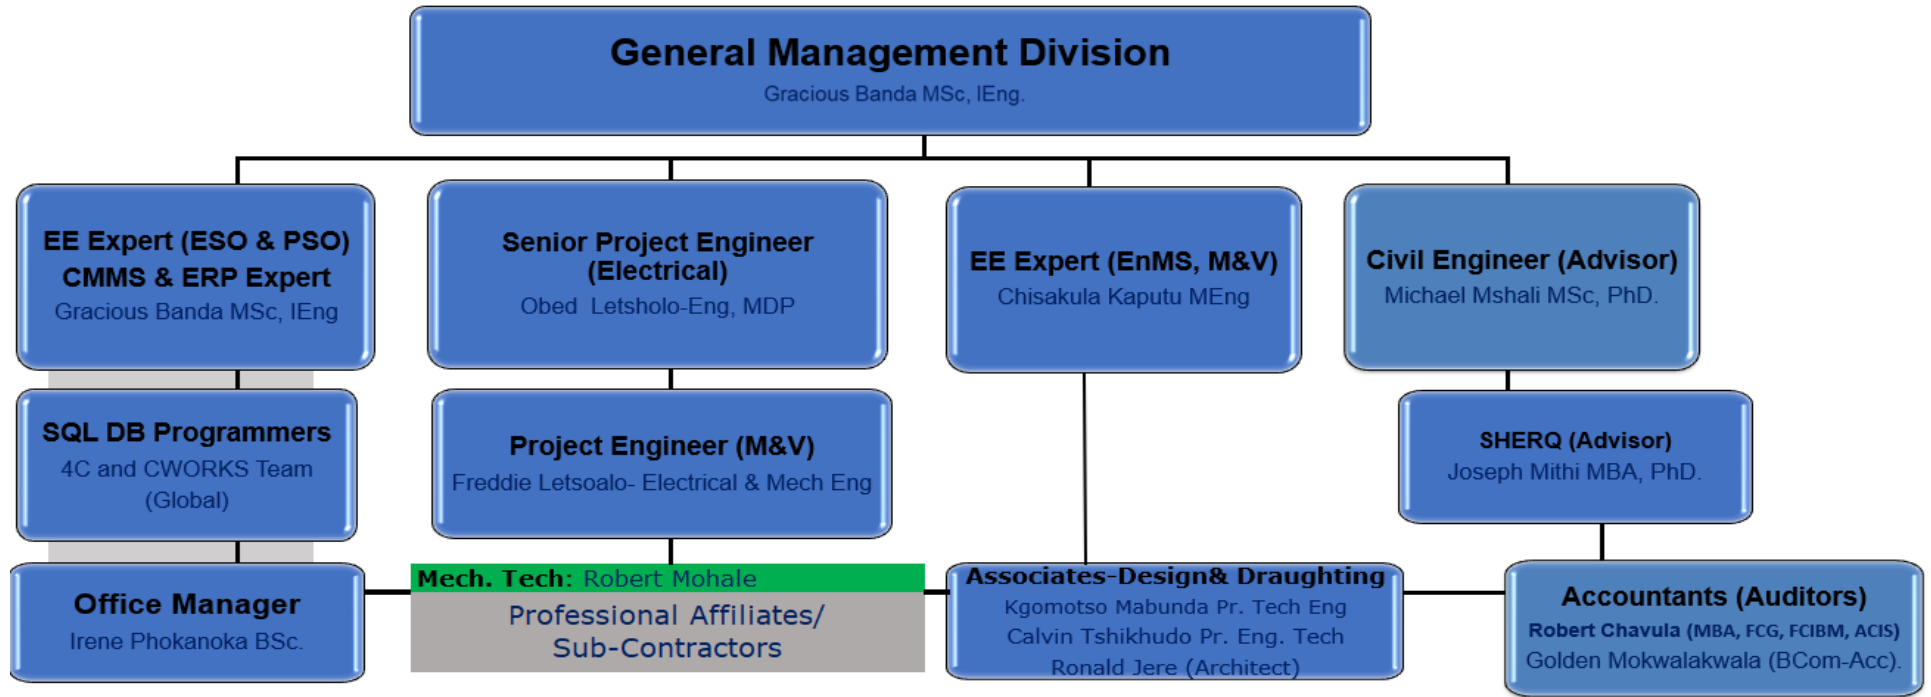 General Management Division
Gracious Banda MSc, IEng.
EE Expert (ESO & PSO)
CMMS & ERP Expert
Gracious Banda MSc, IEng
Senior Project Engineer
(Electrical)
Obed Letsholo-Eng, MDP
EE Expert (EnMS, M&V)
Chisakula Kaputu MEng
Civil Engineer (Advisor)
Michael Mshali MSc, PhD.
SQL DB Programmers
4C and CWORKS Team
(Global)
Project Engineer (M&V)
Freddie Letsoalo- Electrical & Mech Eng
SHERQ (Advisor)
Joseph Mithi MBA, PhD.
Office Manager
Irene Phokanoka BSc.
Mech. Tech: Robert Mohale
Professional Affiliates/
Sub-Contractors
Associates-Design& Draughting
Kgomotso Mabunda Pr. Tech Eng
Calvin Tshikhudo Pr. Eng. Tech
Ronald Jere (Architect)
Accountants (Auditors)
Robert Chavula (MBA, FCG, FCIBM, ACIS)
Golden Mokwalakwala (BCom-Acc).